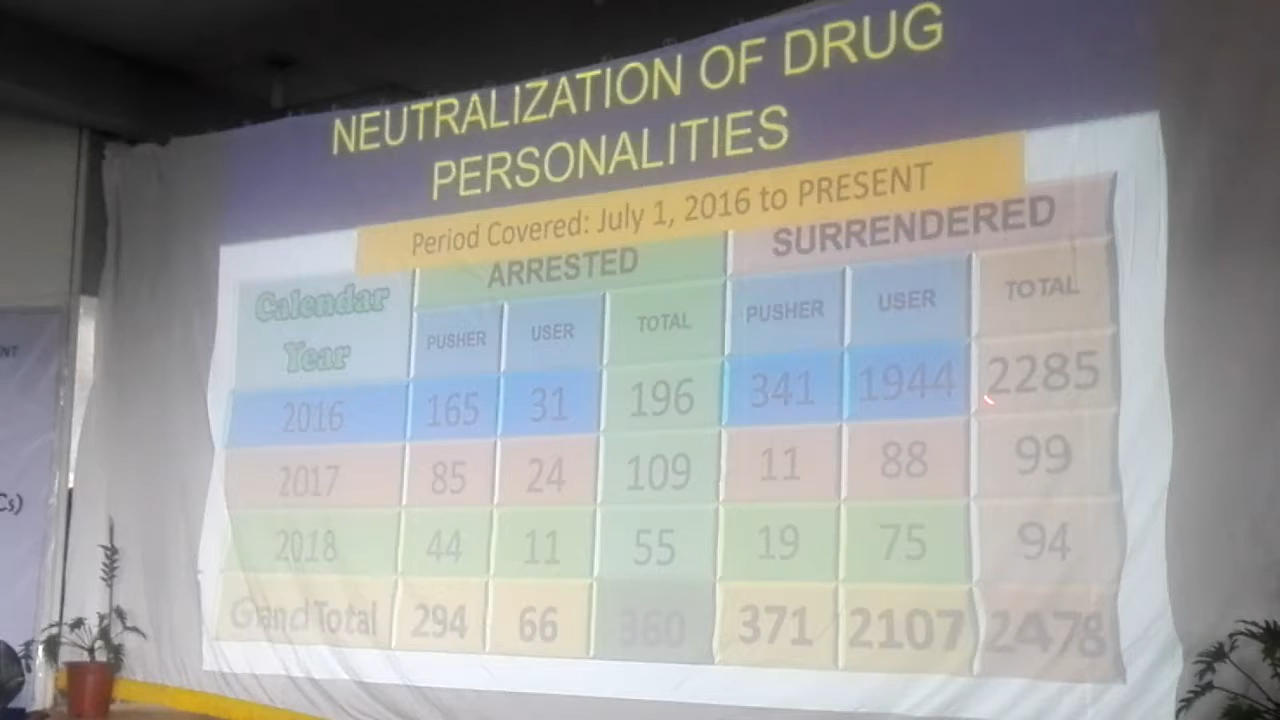 NEUTRALIZATION OF DRUG
PERSONALITIES
Period Covered: July 1, 2016 to PRESENT
Calendar Year ARRESTED SURRENDERED
PUSHER USER TOTAL PUSHER USER TOTAL
2016 165 31 196 341 1944 2285
2017 85 24 109 11 88 99
2018 44 11 55 19 75 94
Grand Total 294 66 360 371 2107 2478
NT
Cs)